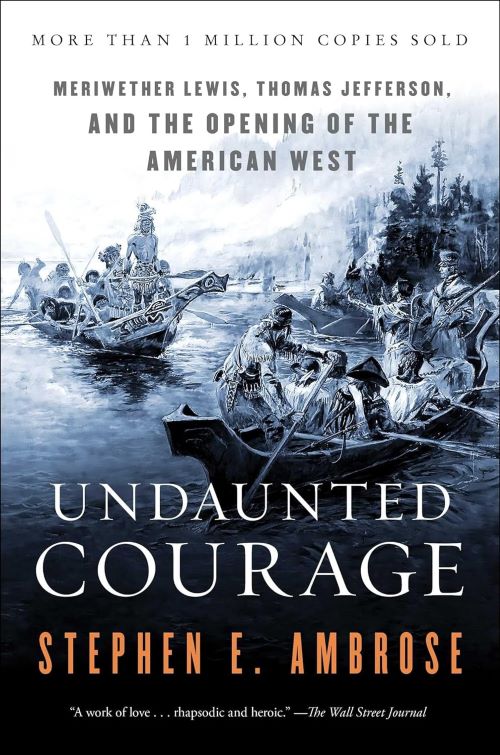 MORE THAN 1 MILLION COPIES SOLD
MERIWETHER LEWIS, THOMAS JEFFERSON,
AND THE OPENING OF THE
AMERICAN WEST
UNDAUNTED
COURAGE
STEPHEN E. AMBROSE
“A work of love . . . rhapsodic and heroic.” —The Wall Street Journal